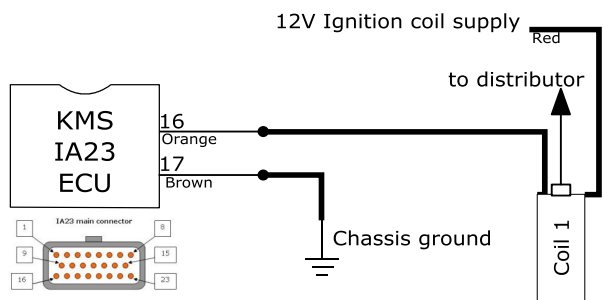 12V Ignition coil supply
Red
to distributor
KMS
IA23
ECU
16
Orange
17
Brown
IA23 main connector
1
8
9
15
16
23
Chassis ground
Coil 1